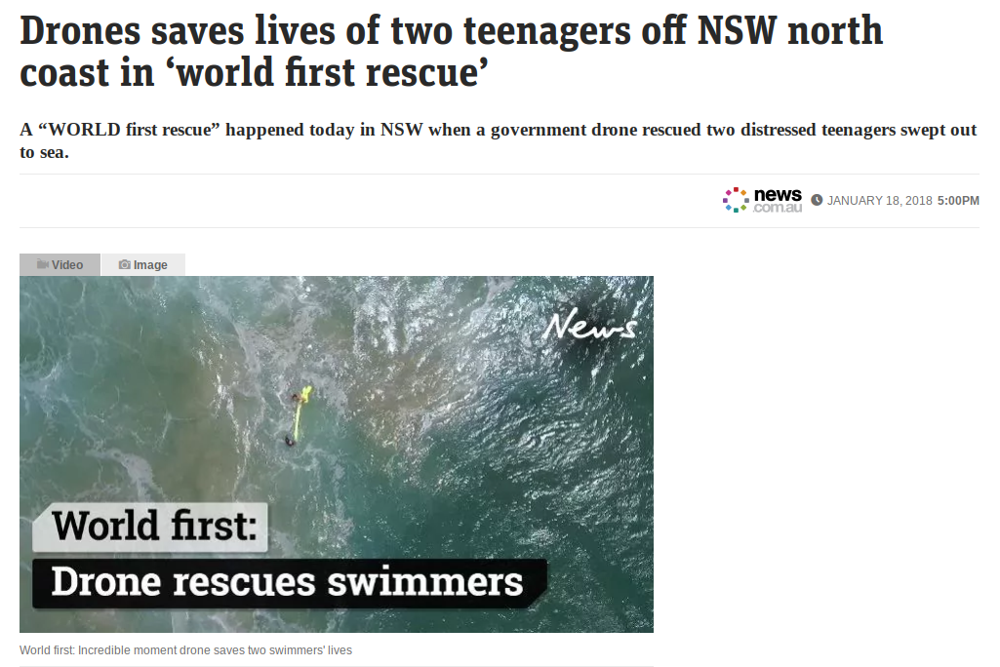 Drones saves lives of two teenagers off NSW north
coast in ‘world first rescue’
A “WORLD first rescue” happened today in NSW when a government drone rescued two distressed teenagers swept out
to sea.
news
.com.au
JANUARY 18, 2018 5:00PM
Video
Image
News
World first:
Drone rescues swimmers
World first: Incredible moment drone saves two swimmers' lives